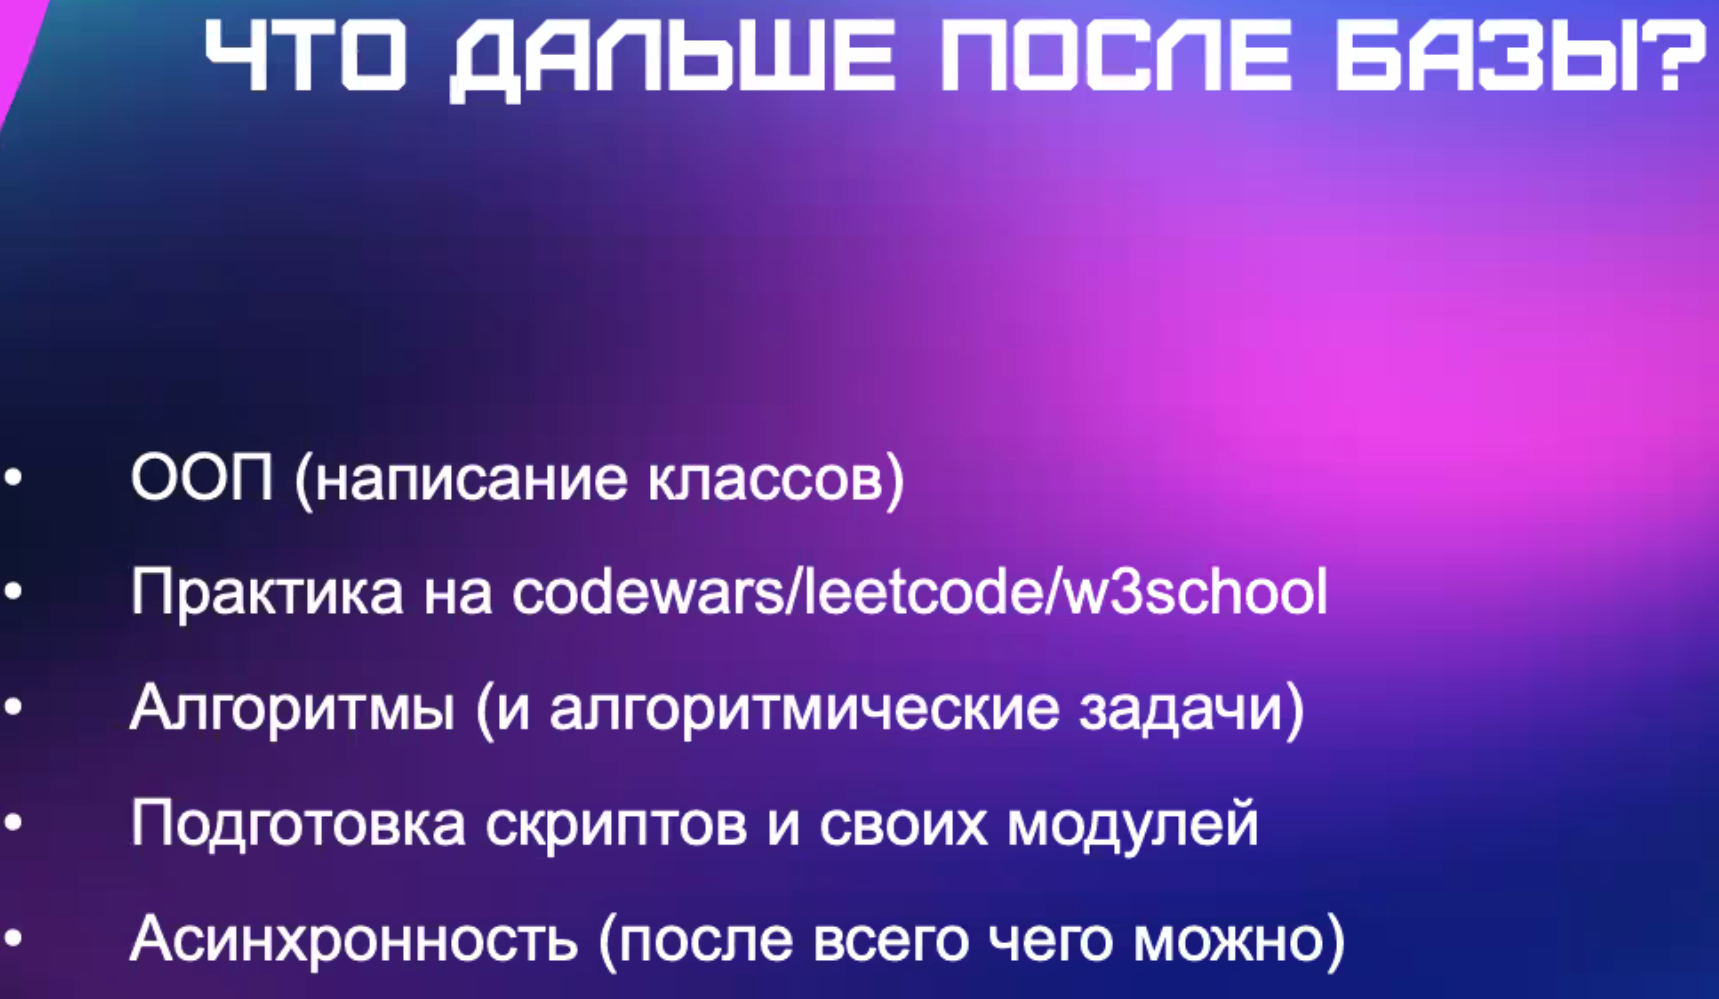 ЧТО ДАЛЬШЕ ПОСЛЕ БАЗЫ?
• ООП (написание классов)
• Практика на codewars/leetcode/w3school
• Алгоритмы (и алгоритмические задачи)
• Подготовка скриптов и своих модулей
• Асинхронность (после всего чего можно)